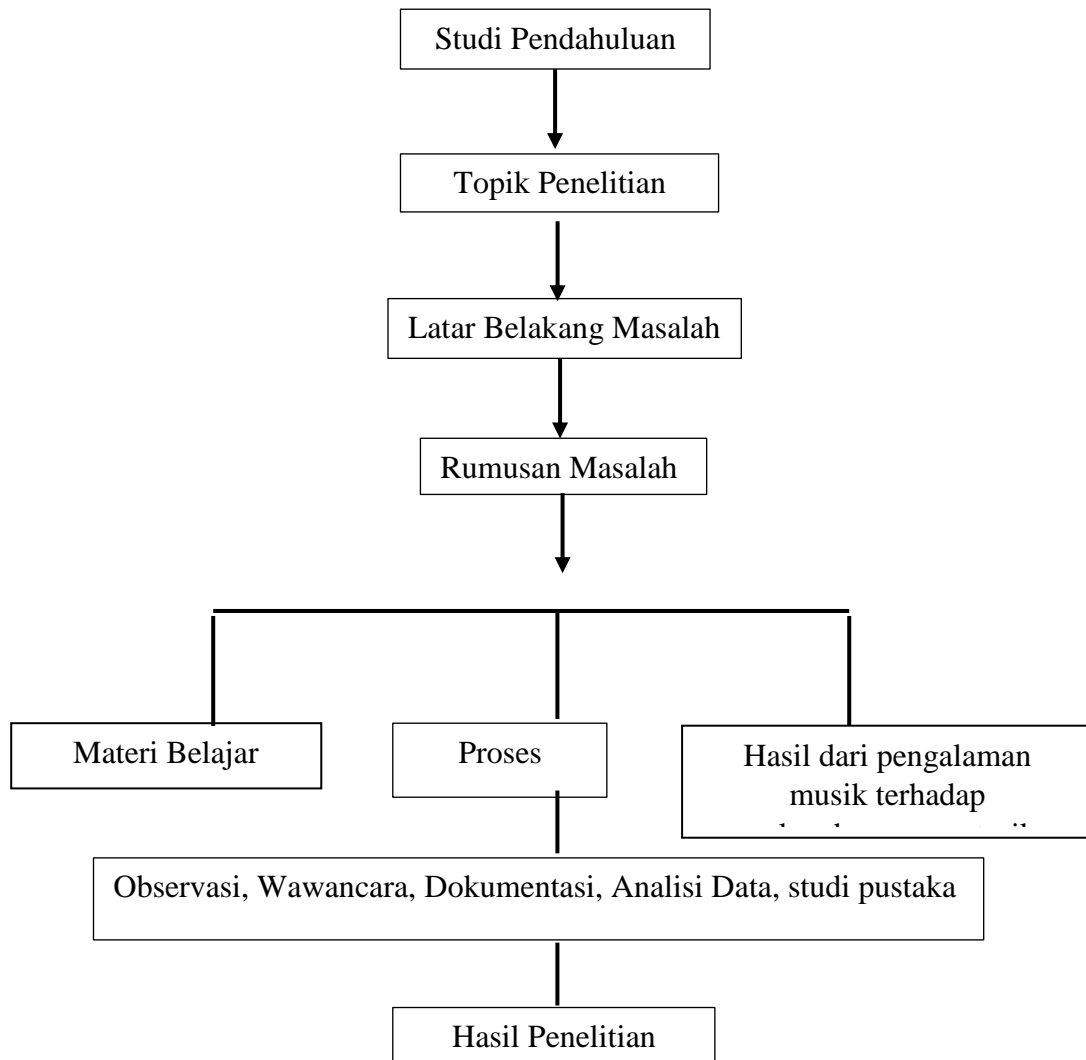 Studi Pendahuluan
Topik Penelitian
Latar Belakang Masalah
Rumusan Masalah
Materi Belajar
Proses
Hasil dari pengalaman
musik terhadap
Observasi, Wawancara, Dokumentasi, Analisi Data, studi pustaka
Hasil Penelitian